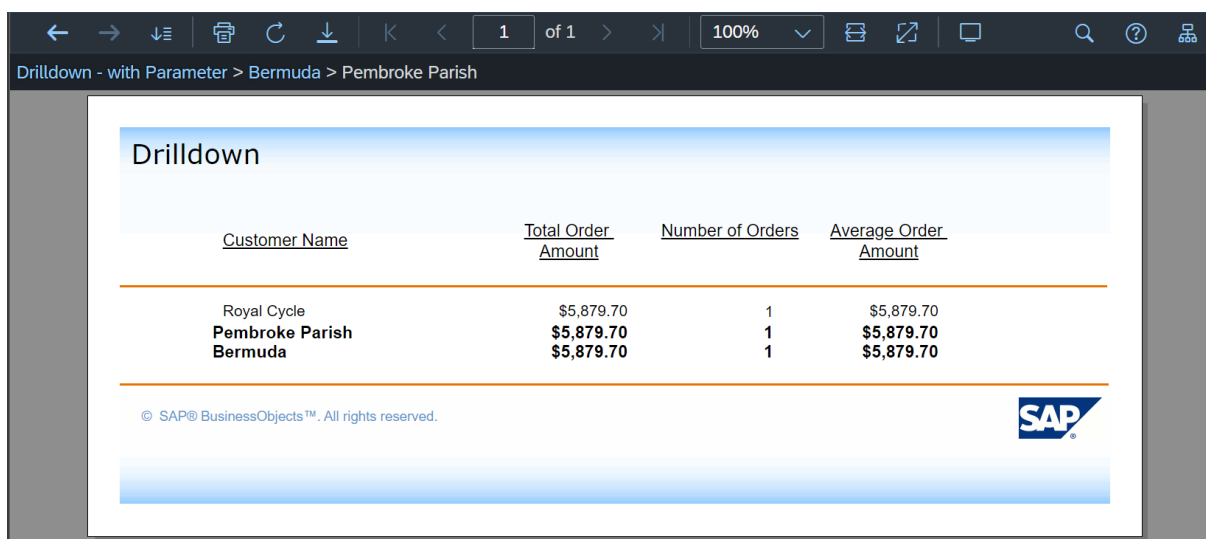 1 of 1 100%
Drilldown - with Parameter > Bermuda > Pembroke Parish
Drilldown
Customer Name Total Order Amount Number of Orders Average Order Amount
Royal Cycle $5,879.70 1 $5,879.70
Pembroke Parish $5,879.70 1 $5,879.70
Bermuda $5,879.70 1 $5,879.70
© SAP® BusinessObjects™. All rights reserved.
SAP®